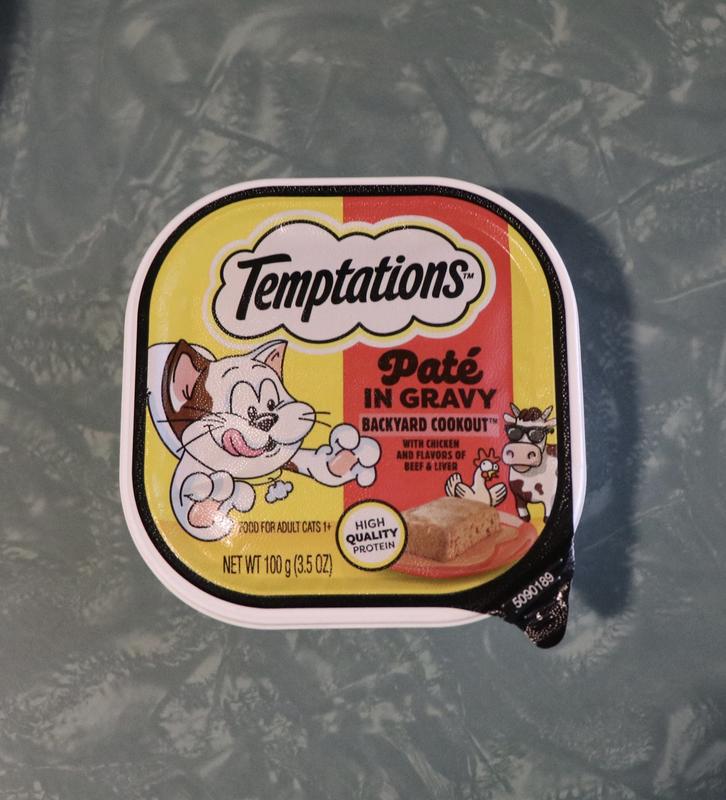 Temptations™
Paté
IN GRAVY
BACKYARD COOKOUT™
WITH CHICKEN
AND FLAVORS OF
BEEF & LIVER
FOOD FOR ADULT CATS 1+
NET WT 100 g (3.5 OZ)
HIGH
QUALITY
PROTEIN
5090189